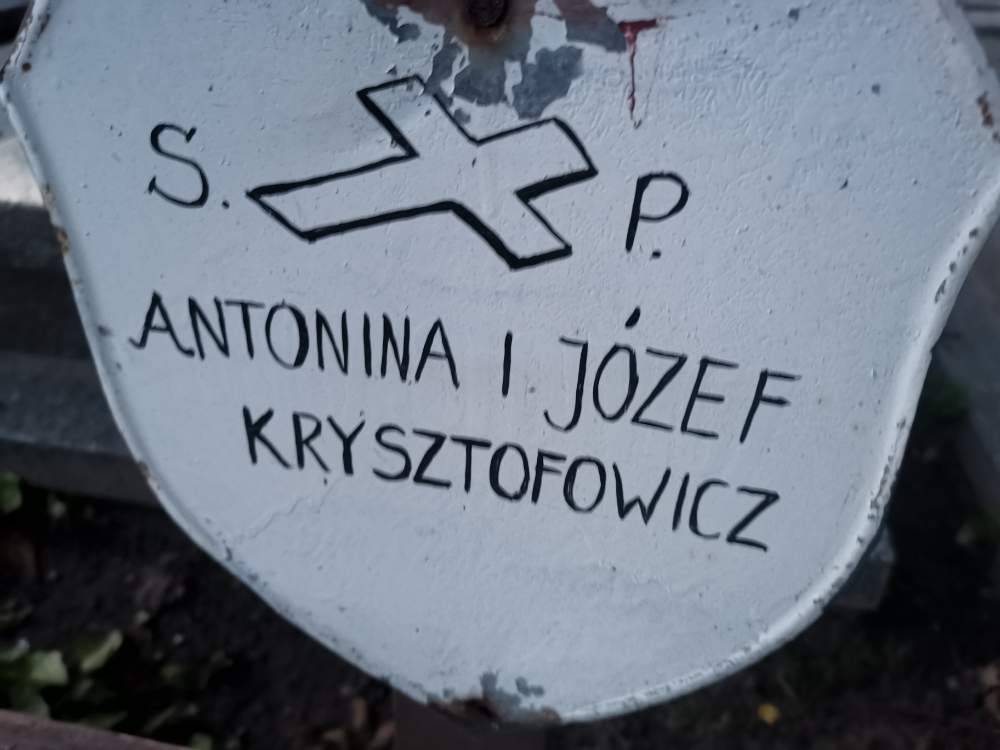 S. P.
ANTONINA I JÓZEF
KRYSZTOFOWICZ